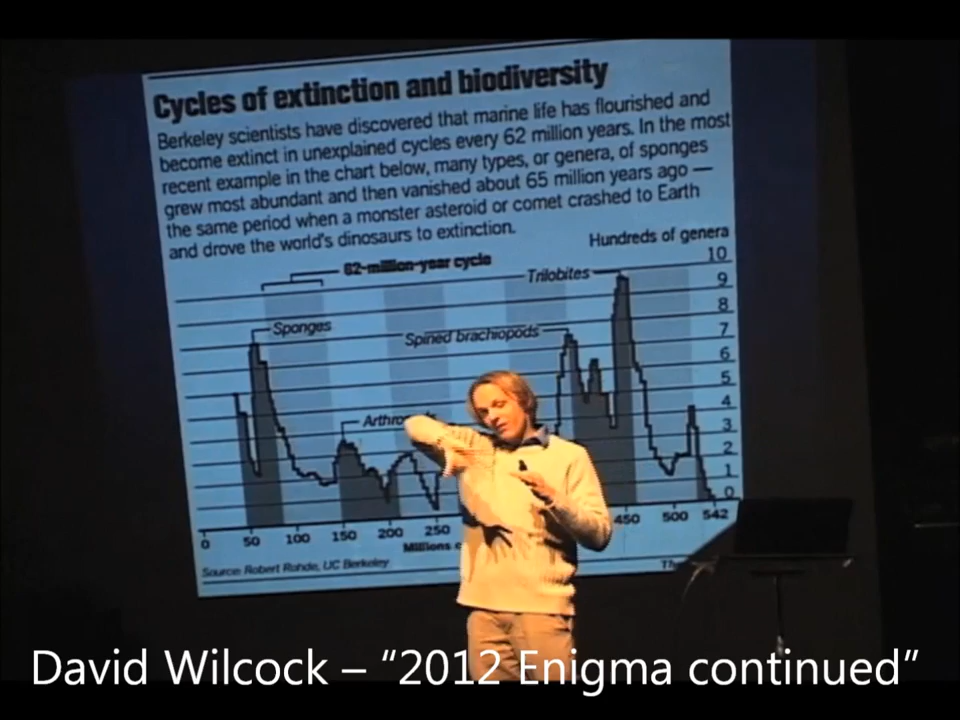 Cycles of extinction and biodiversity
Berkeley scientists have discovered that marine life has flourished and
become extinct in unexplained cycles every 62 million years. In the most
recent example in the chart below, many types, or genera, of sponges
grew most abundant and then vanished about 65 million years ago —
the same period when a monster asteroid or comet crashed to Earth
and drove the world's dinosaurs to extinction.
Hundreds of genera
62-million-year cycle
10
Trilobites
9
8
Sponges
Spined brachiopods
7
6
5
4
3
2
1
0
0 50 100 150 200 250 450 500 542
Millions
Source: Robert Rohde, UC Berkeley
David Wilcock – “2012 Enigma continued”